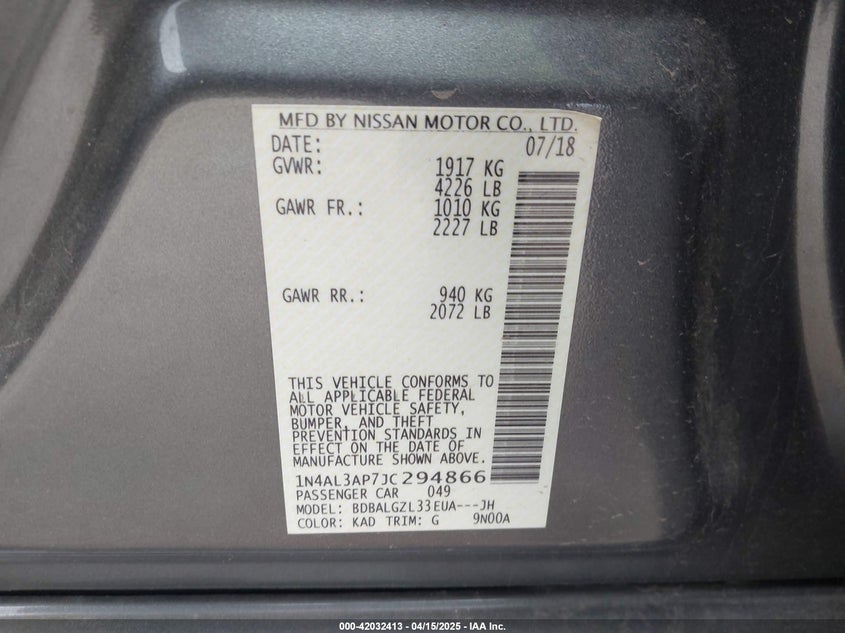 MFD BY NISSAN MOTOR CO., LTD.
DATE: 07/18
GVWR: 1917 KG
4226 LB
GAWR FR.: 1010 KG
2227 LB
GAWR RR.: 940 KG
2072 LB
THIS VEHICLE CONFORMS TO
ALL APPLICABLE FEDERAL
MOTOR VEHICLE SAFETY,
BUMPER, AND THEFT
PREVENTION STANDARDS IN
EFFECT ON THE DATE OF
MANUFACTURE SHOWN ABOVE.
1N4AL3AP7JC294866
PASSENGER CAR 049
MODEL: BDBALGZL33EUA---JH
COLOR: KAD TRIM: G 9N00A
000-42032413 - 04/15/2025 - IAA Inc.